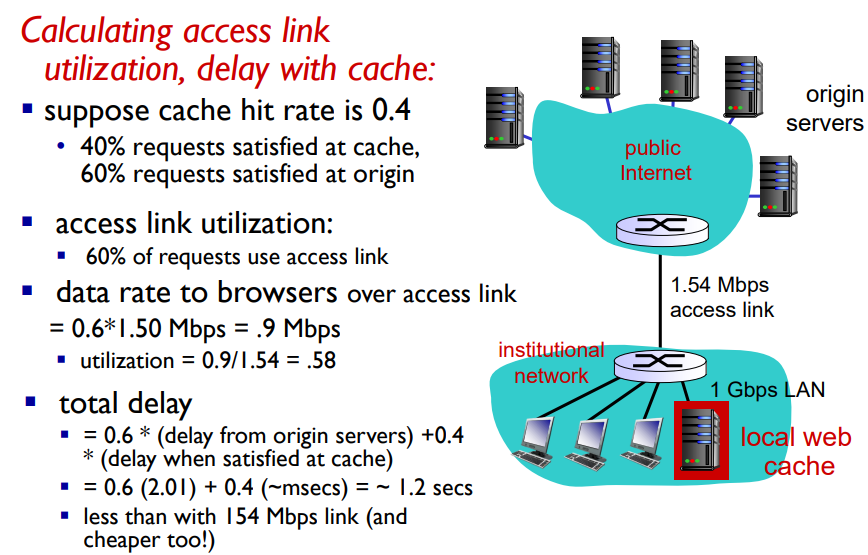 Calculating access link
utilization, delay with cache:
▪ suppose cache hit rate is 0.4
• 40% requests satisfied at cache,
60% requests satisfied at origin
▪ access link utilization:
▪ 60% of requests use access link
▪ data rate to browsers over access link
= 0.6*1.50 Mbps = .9 Mbps
▪ utilization = 0.9/1.54 = .58
▪ total delay
▪ = 0.6 * (delay from origin servers) +0.4
* (delay when satisfied at cache)
▪ = 0.6 (2.01) + 0.4 (~msecs) = ~ 1.2 secs
▪ less than with 154 Mbps link (and
cheaper too!)
origin
servers
public
Internet
1.54 Mbps
access link
institutional
network
1 Gbps LAN
local web
cache